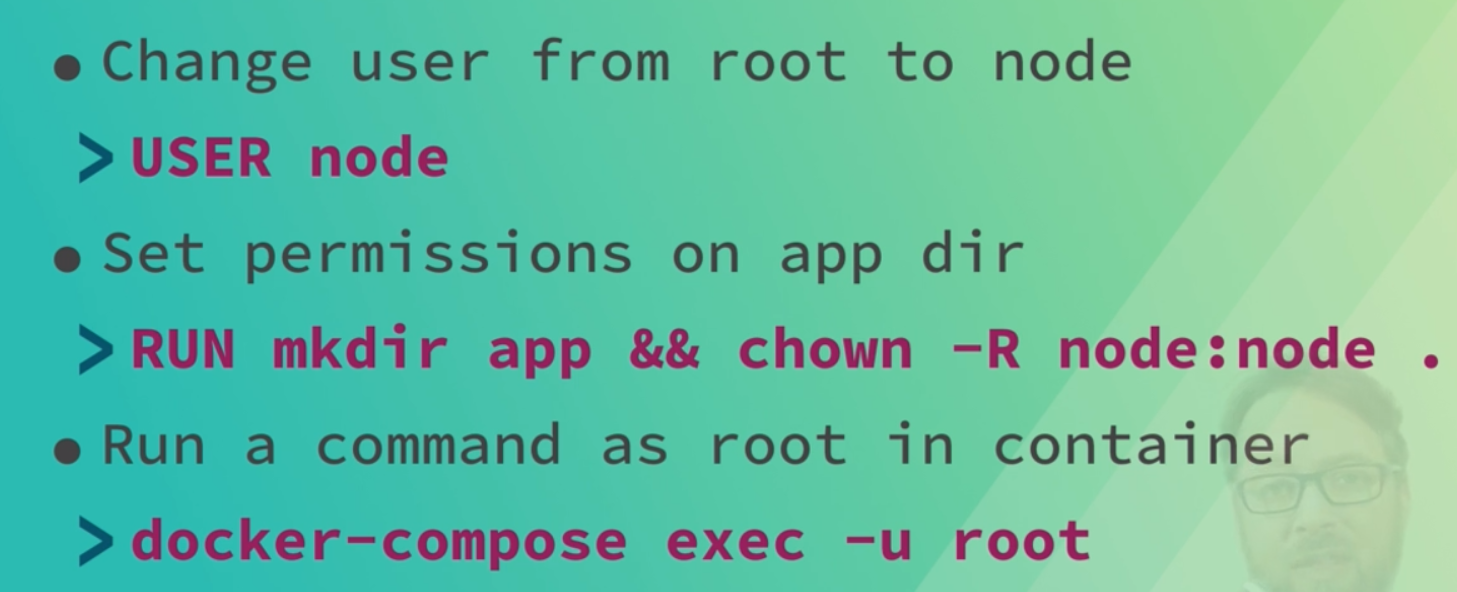 • Change user from root to node
> USER node
• Set permissions on app dir
> RUN mkdir app && chown -R node:node .
• Run a command as root in container
> docker-compose exec -u root